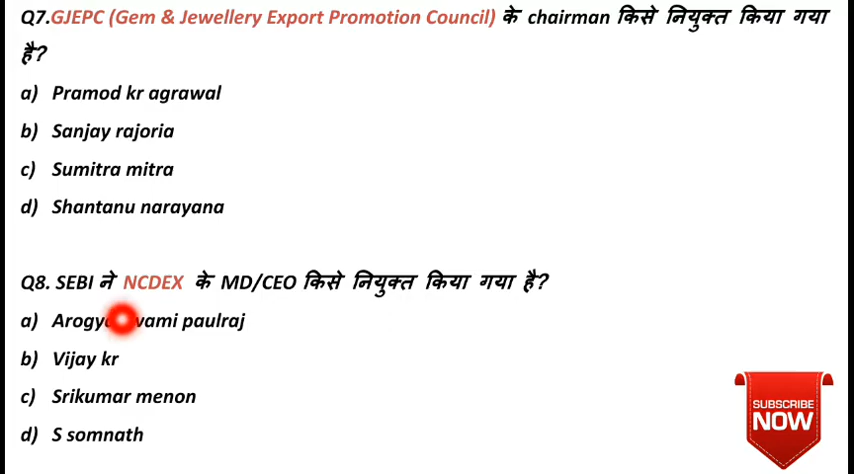 Q7.GJEPC (Gem & Jewellery Export Promotion Council) के chairman किसे नियुक्त किया गया
है?
a) Pramod kr agrawal
b) Sanjay rajoria
c) Sumitra mitra
d) Shantanu narayana
Q8. SEBI ने NCDEX के MD/CEO किसे नियुक्त किया गया है?
a) paulraj
b) Vijay kr
c) Srikumar menon
d) S somnath
SUBSCRIBE
NOW